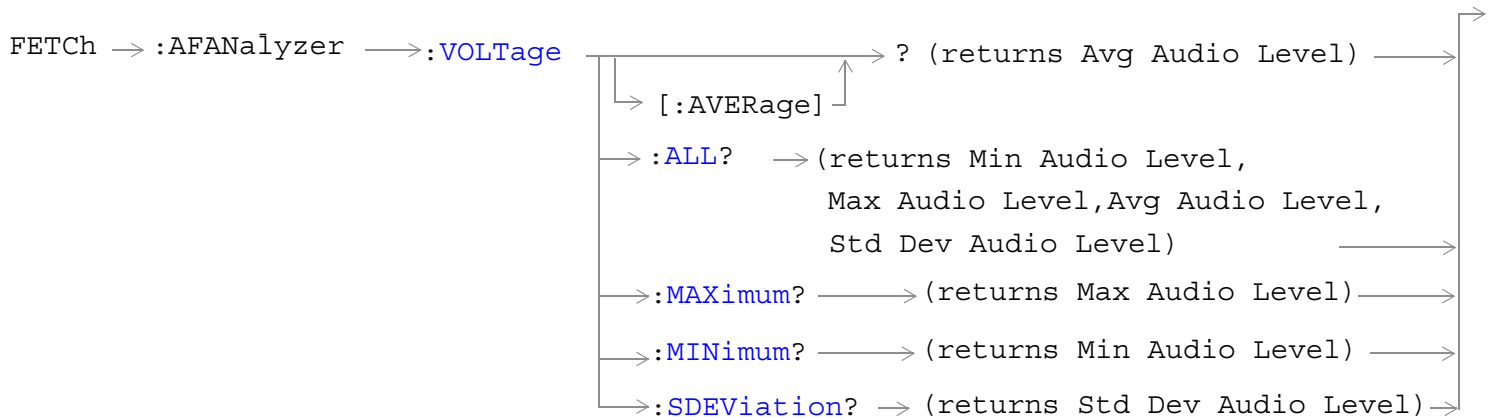 FETCh :AFANalyzer :VOLTage ? (returns Avg Audio Level)
[:AVERage]
:ALL? (returns Min Audio Level,
Max Audio Level,Avg Audio Level,
Std Dev Audio Level)
:MAXimum? (returns Max Audio Level)
:MINimum? (returns Min Audio Level)
:SDEViation? (returns Std Dev Audio Level)